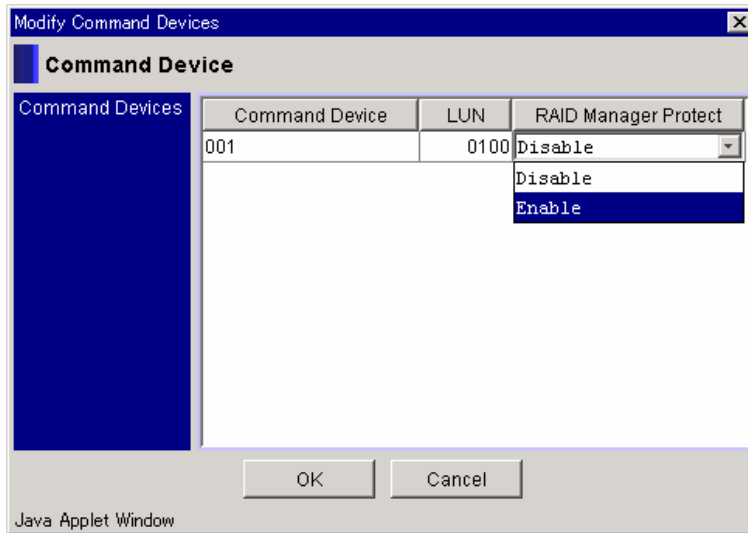 Modify Command Devices
Command Device
Command Devices
Command Device LUN RAID Manager Protect
001 0100 Disable
Disable
Enable
OK Cancel
Java Applet Window